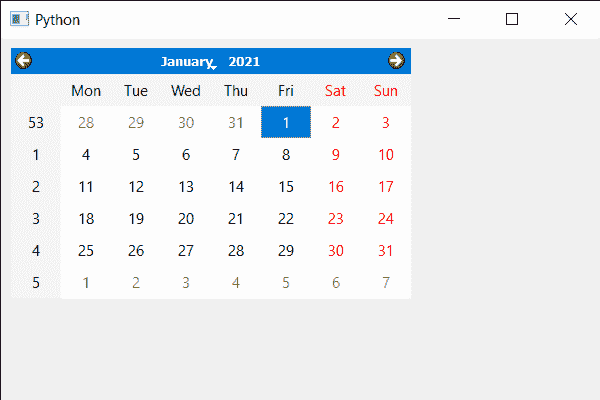 Python
January 2021
Mon Tue Wed Thu Fri Sat Sun
53 28 29 30 31 1 2 3
1 4 5 6 7 8 9 10
2 11 12 13 14 15 16 17
3 18 19 20 21 22 23 24
4 25 26 27 28 29 30 31
5 1 2 3 4 5 6 7